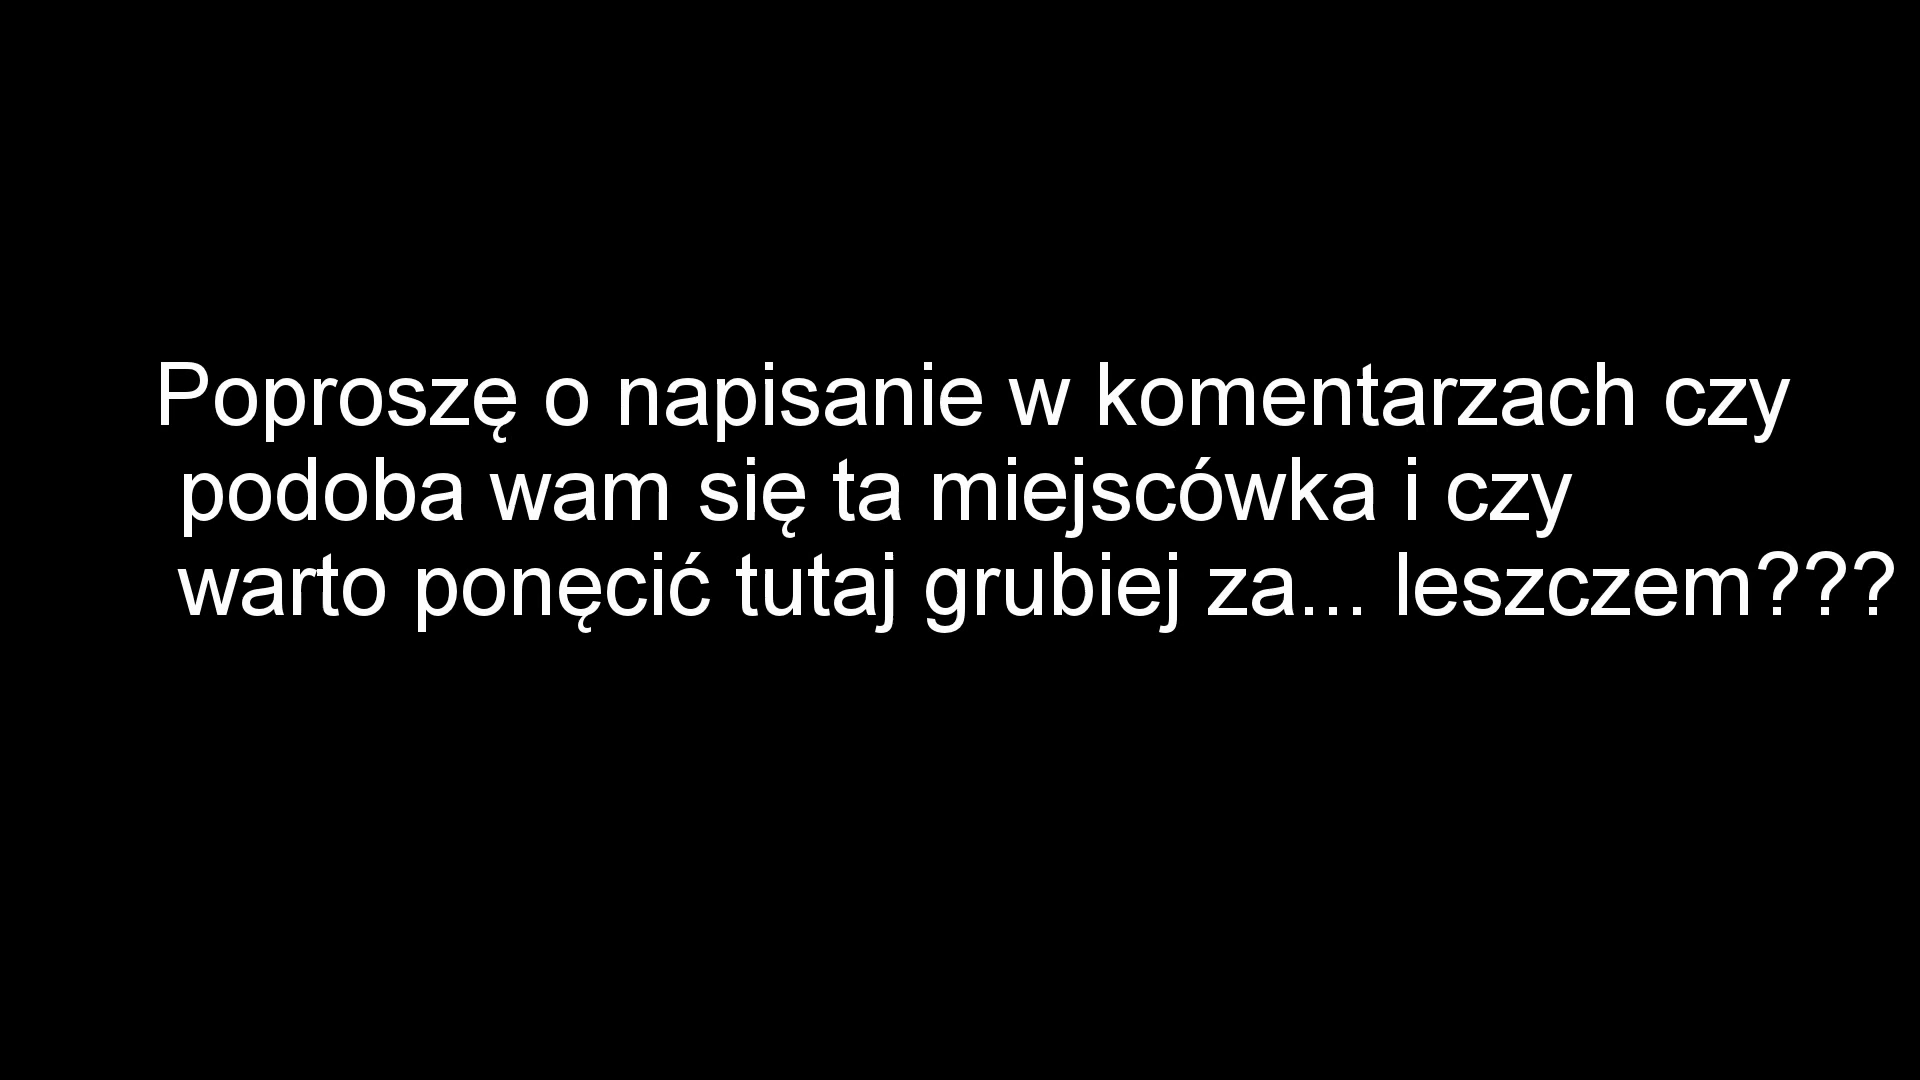 Poproszę o napisanie w komentarzach czy
podoba wam się ta miejscówka i czy
warto ponęcić tutaj grubiej za... leszczem???